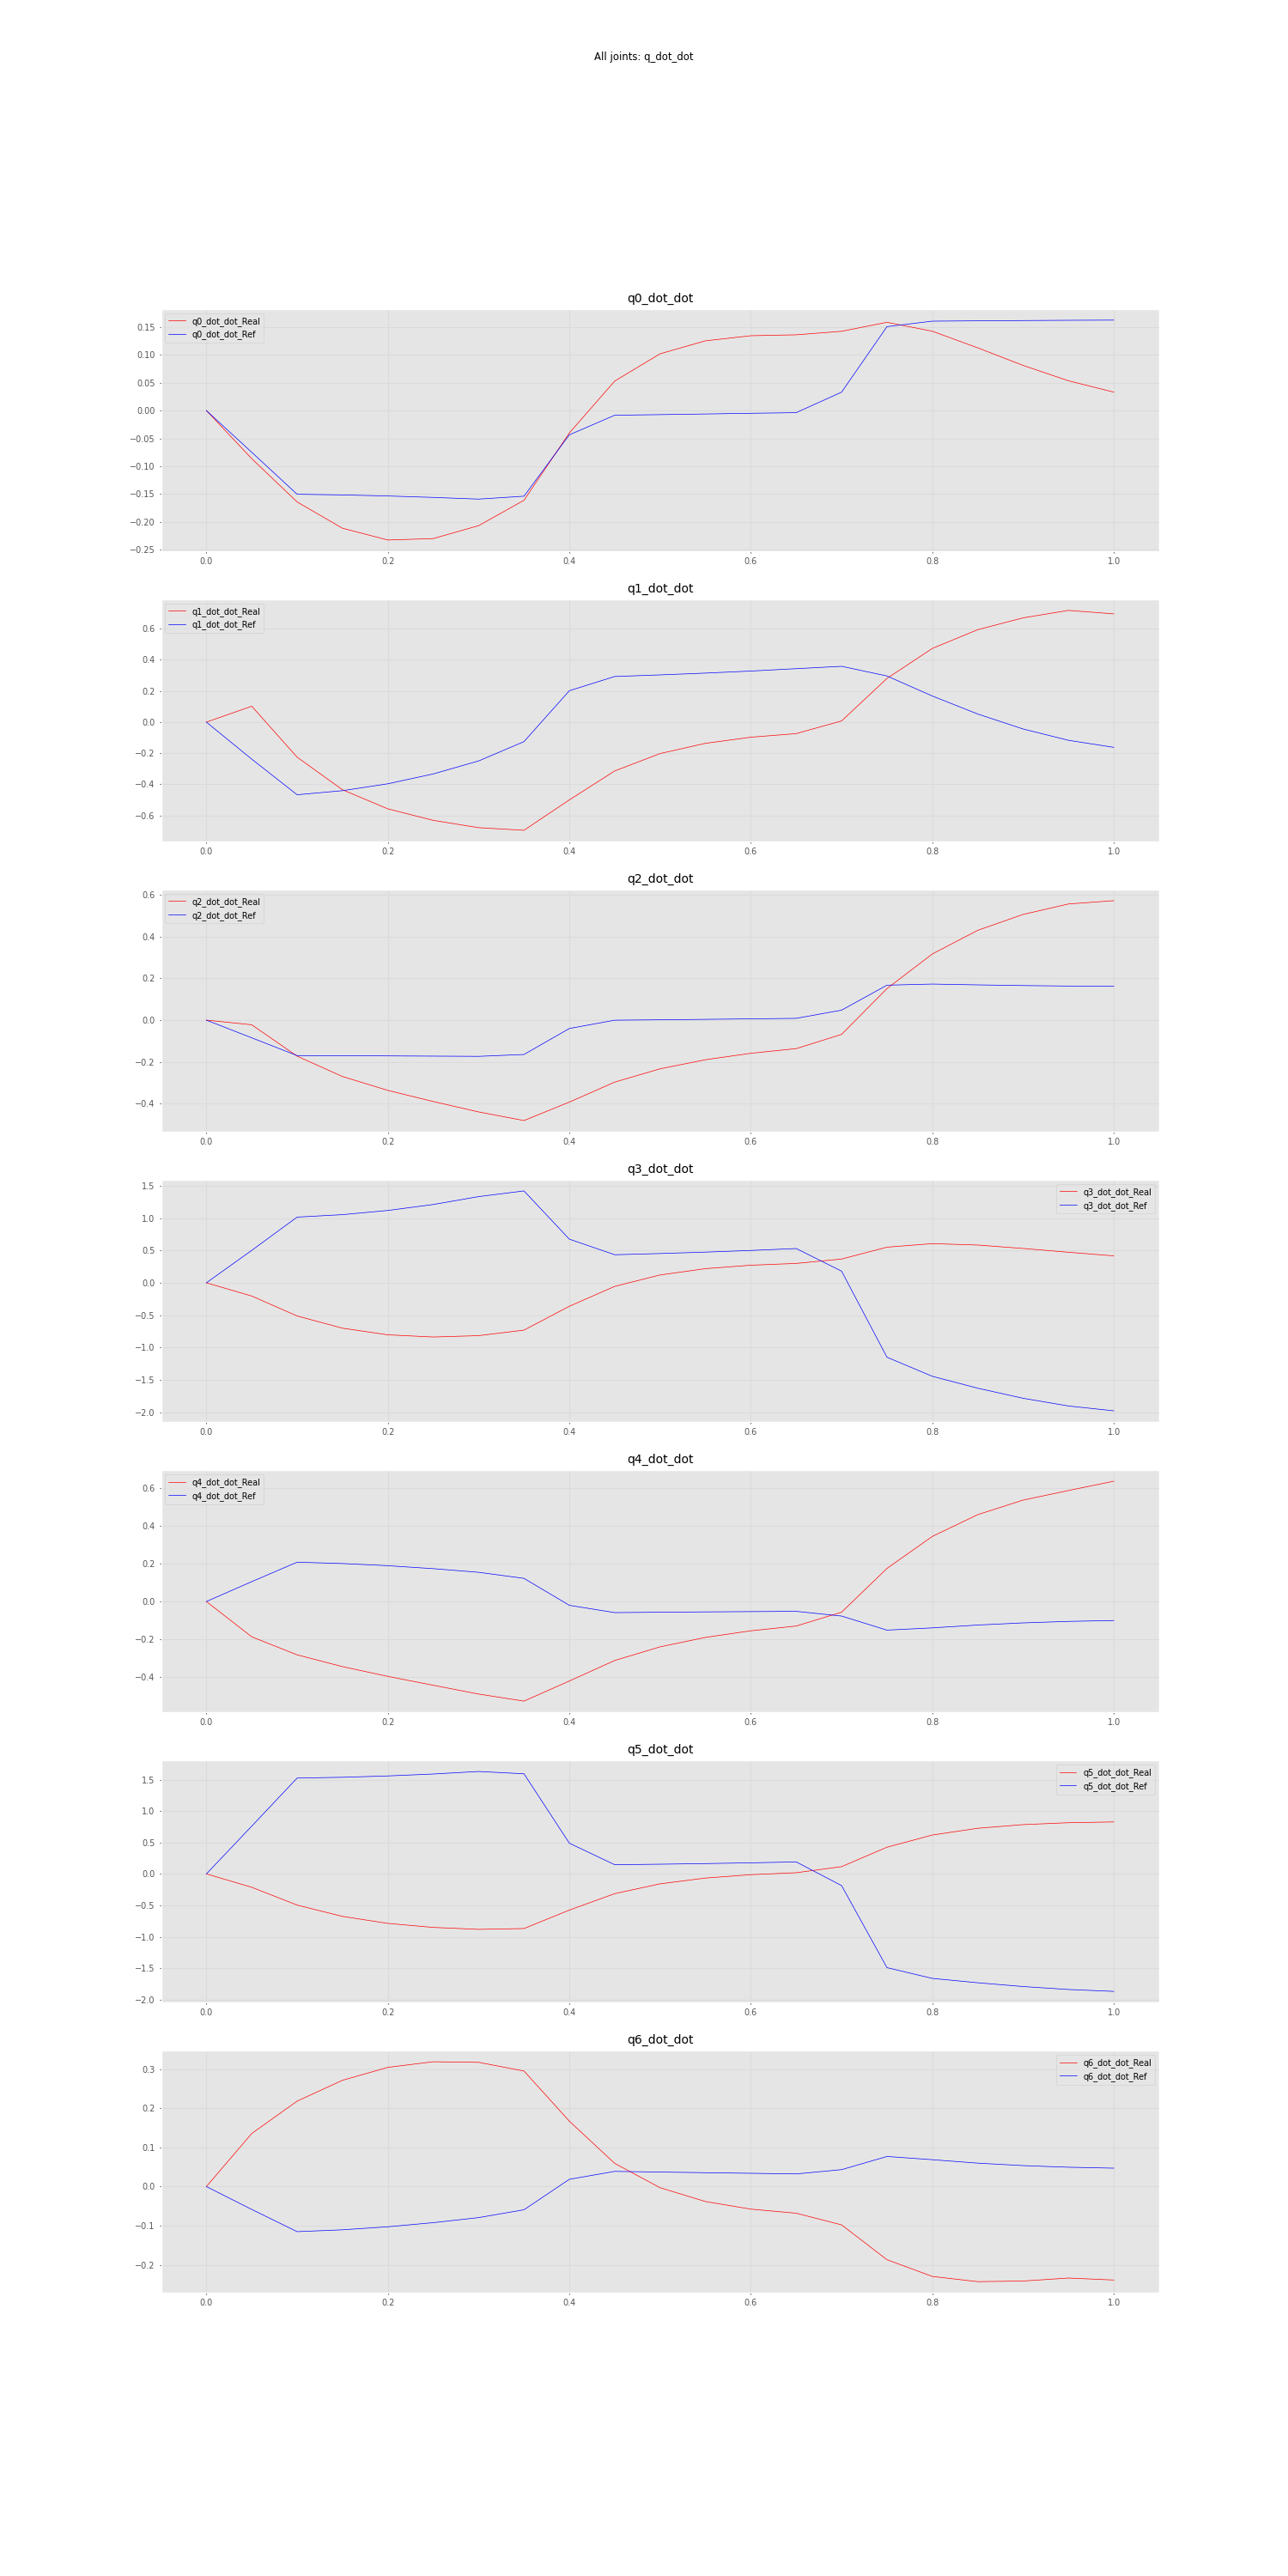 All joints: q_dot_dot
q0_dot_dot
q0_dot_dot_Real
q0_dot_dot_Ref
0.15
0.10
0.05
0.00
−0.05
−0.10
−0.15
−0.20
−0.25
0.0 0.2 0.4 0.6 0.8 1.0
q1_dot_dot
q1_dot_dot_Real
q1_dot_dot_Ref
0.6
0.4
0.2
0.0
−0.2
−0.4
−0.6
0.0 0.2 0.4 0.6 0.8 1.0
q2_dot_dot
q2_dot_dot_Real
q2_dot_dot_Ref
0.6
0.4
0.2
0.0
−0.2
−0.4
0.0 0.2 0.4 0.6 0.8 1.0
q3_dot_dot
q3_dot_dot_Real
q3_dot_dot_Ref
1.5
1.0
0.5
0.0
−0.5
−1.0
−1.5
−2.0
0.0 0.2 0.4 0.6 0.8 1.0
q4_dot_dot
q4_dot_dot_Real
q4_dot_dot_Ref
0.6
0.4
0.2
0.0
−0.2
−0.4
0.0 0.2 0.4 0.6 0.8 1.0
q5_dot_dot
q5_dot_dot_Real
q5_dot_dot_Ref
1.5
1.0
0.5
0.0
−0.5
−1.0
−1.5
−2.0
0.0 0.2 0.4 0.6 0.8 1.0
q6_dot_dot
q6_dot_dot_Real
q6_dot_dot_Ref
0.3
0.2
0.1
0.0
−0.1
−0.2
0.0 0.2 0.4 0.6 0.8 1.0